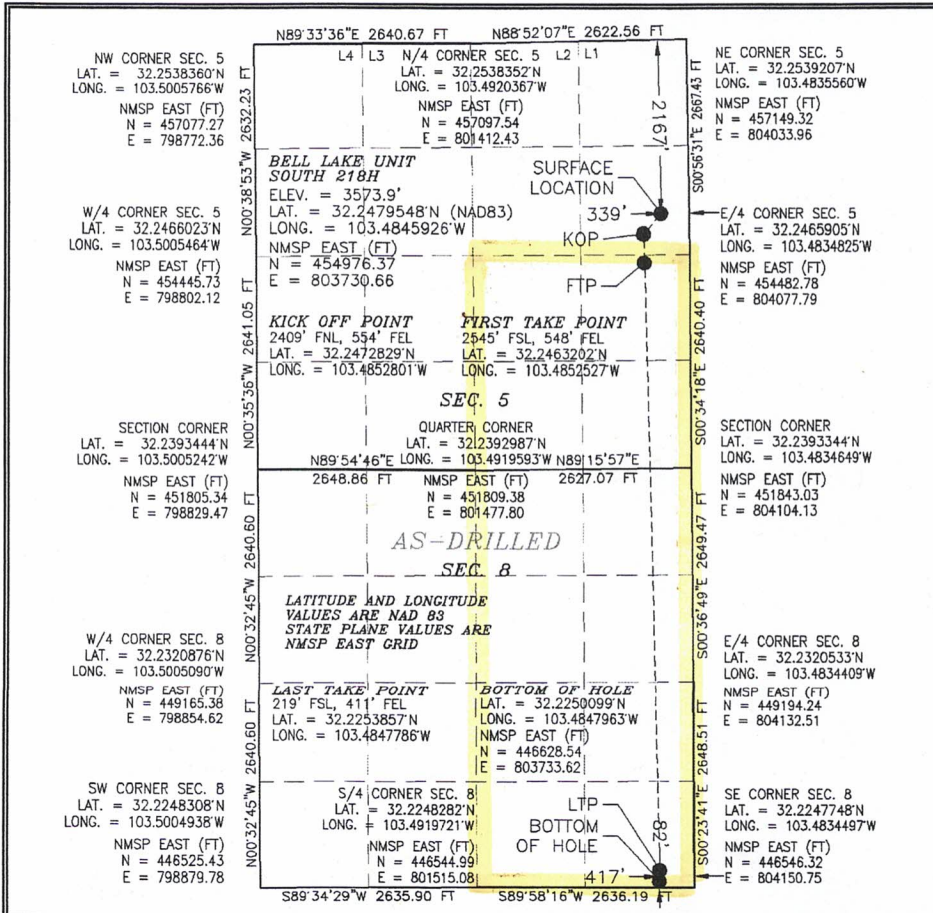 N89°33'36"E 2640.67 FT
N88°52'07"E 2622.56 FT
NW CORNER SEC. 5
LAT. = 32.2538360'N
LONG. = 103.5005766'W
NMSP EAST (FT)
N = 457077.27
E = 798772.36
L4
L3
N/4 CORNER SEC. 5
LAT. = 32.2538352'N
LONG. = 103.4920367'W
NMSP EAST (FT)
N = 457097.54
E = 801412.43
L2
L1
NE CORNER SEC. 5
LAT. = 32.2539207'N
LONG. = 103.4835560'W
NMSP EAST (FT)
N = 457149.32
E = 804033.96
N00°38'53"W 2632.23 FT
2167'
S00°56'31"E 2667.43 FT
BELL LAKE UNIT
SOUTH 218H
ELEV. = 3573.9'
LAT. = 32.2479548'N (NAD83)
LONG. = 103.4845926'W
NMSP EAST (FT)
N = 454976.37
E = 803730.66
SURFACE
LOCATION
339'
KOP
FTP
W/4 CORNER SEC. 5
LAT. = 32.2466023'N
LONG. = 103.5005464'W
NMSP EAST (FT)
N = 454445.73
E = 798802.12
E/4 CORNER SEC. 5
LAT. = 32.2465905'N
LONG. = 103.4834825'W
NMSP EAST (FT)
N = 454482.78
E = 804077.79
KICK OFF POINT
2409' FNL, 554' FEL
LAT. = 32.2472829'N
LONG. = 103.4852801'W
FIRST TAKE POINT
2545' FSL, 548' FEL
LAT. = 32.2463202'N
LONG. = 103.4852527'W
N00°35'36"W 2641.05 FT
S00°34'18"E 2640.40 FT
SEC. 5
SECTION CORNER
LAT. = 32.2393444'N
LONG. = 103.5005242'W
NMSP EAST (FT)
N = 451805.34
E = 798829.47
QUARTER CORNER
LAT. = 32.2392987'N
LONG. = 103.4919593'W
N89°54'46"E
2648.86 FT
N89°15'57"E
2627.07 FT
NMSP EAST (FT)
N = 451809.38
E = 801477.80
SECTION CORNER
LAT. = 32.2393344'N
LONG. = 103.4834649'W
NMSP EAST (FT)
N = 451843.03
E = 804104.13
AS-DRILLED
SEC. 8
N00°32'45"W 2640.60 FT
S00°36'49"E 2649.47 FT
LATITUDE AND LONGITUDE
VALUES ARE NAD 83
STATE PLANE VALUES ARE
NMSP EAST GRID
W/4 CORNER SEC. 8
LAT. = 32.2320876'N
LONG. = 103.5005090'W
NMSP EAST (FT)
N = 449165.38
E = 798854.62
E/4 CORNER SEC. 8
LAT. = 32.2320533'N
LONG. = 103.4834409'W
NMSP EAST (FT)
N = 449194.24
E = 804132.51
LAST TAKE POINT
219' FSL, 411' FEL
LAT. = 32.2253857'N
LONG. = 103.4847786'W
BOTTOM OF HOLE
LAT. = 32.2250099'N
LONG. = 103.4847963'W
NMSP EAST (FT)
N = 446628.54
E = 803733.62
N00°32'45"W 2640.60 FT
S00°23'41"E 2648.51 FT
SW CORNER SEC. 8
LAT. = 32.2248308'N
LONG. = 103.5004938'W
NMSP EAST (FT)
N = 446525.43
E = 798879.78
S/4 CORNER SEC. 8
LAT. = 32.2248282'N
LONG. = 103.4919721'W
NMSP EAST (FT)
N = 446544.99
E = 801515.08
LTP
BOTTOM
OF HOLE
82'
417'
SE CORNER SEC. 8
LAT. = 32.2247748'N
LONG. = 103.4834497'W
NMSP EAST (FT)
N = 446546.32
E = 804150.75
S89°34'29"W 2635.90 FT
S89°58'16"W 2636.19 FT